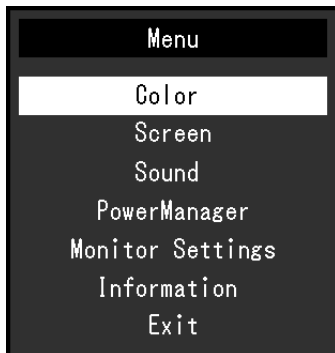 Menu
Color
Screen
Sound
PowerManager
Monitor Settings
Information
Exit